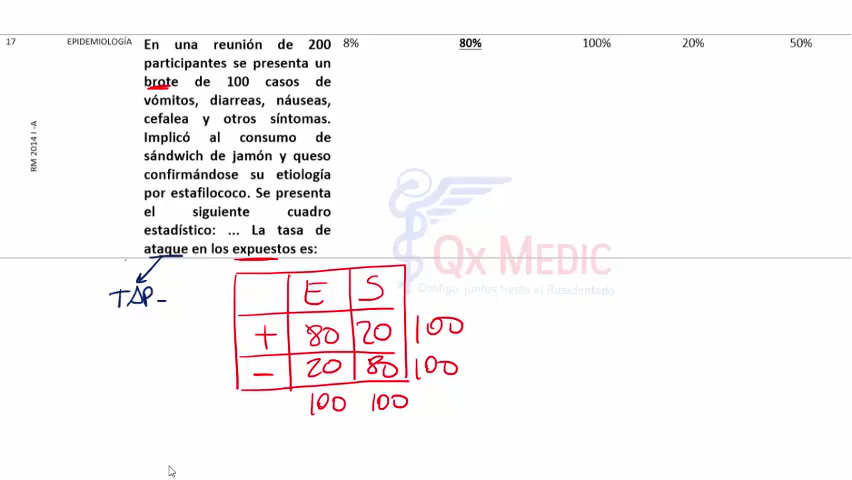 17 EPIDEMIOLOGÍA En una reunión de 200 8% 80% 100% 20% 50%
participantes se presenta un
brote de 100 casos de
vómitos, diarreas, náuseas,
cefalea y otros síntomas.
Implicó al consumo de
sándwich de jamón y queso
confirmándose su etiología
por estafilococo. Se presenta
el siguiente cuadro
estadístico: ... La tasa de
ataque en los expuestos es:
RM 2014 I -A
Qx MEDIC
Contigo, juntos hasta el Residentado
TAP-
E S
+ 80 20 100
- 20 80 100
100 100